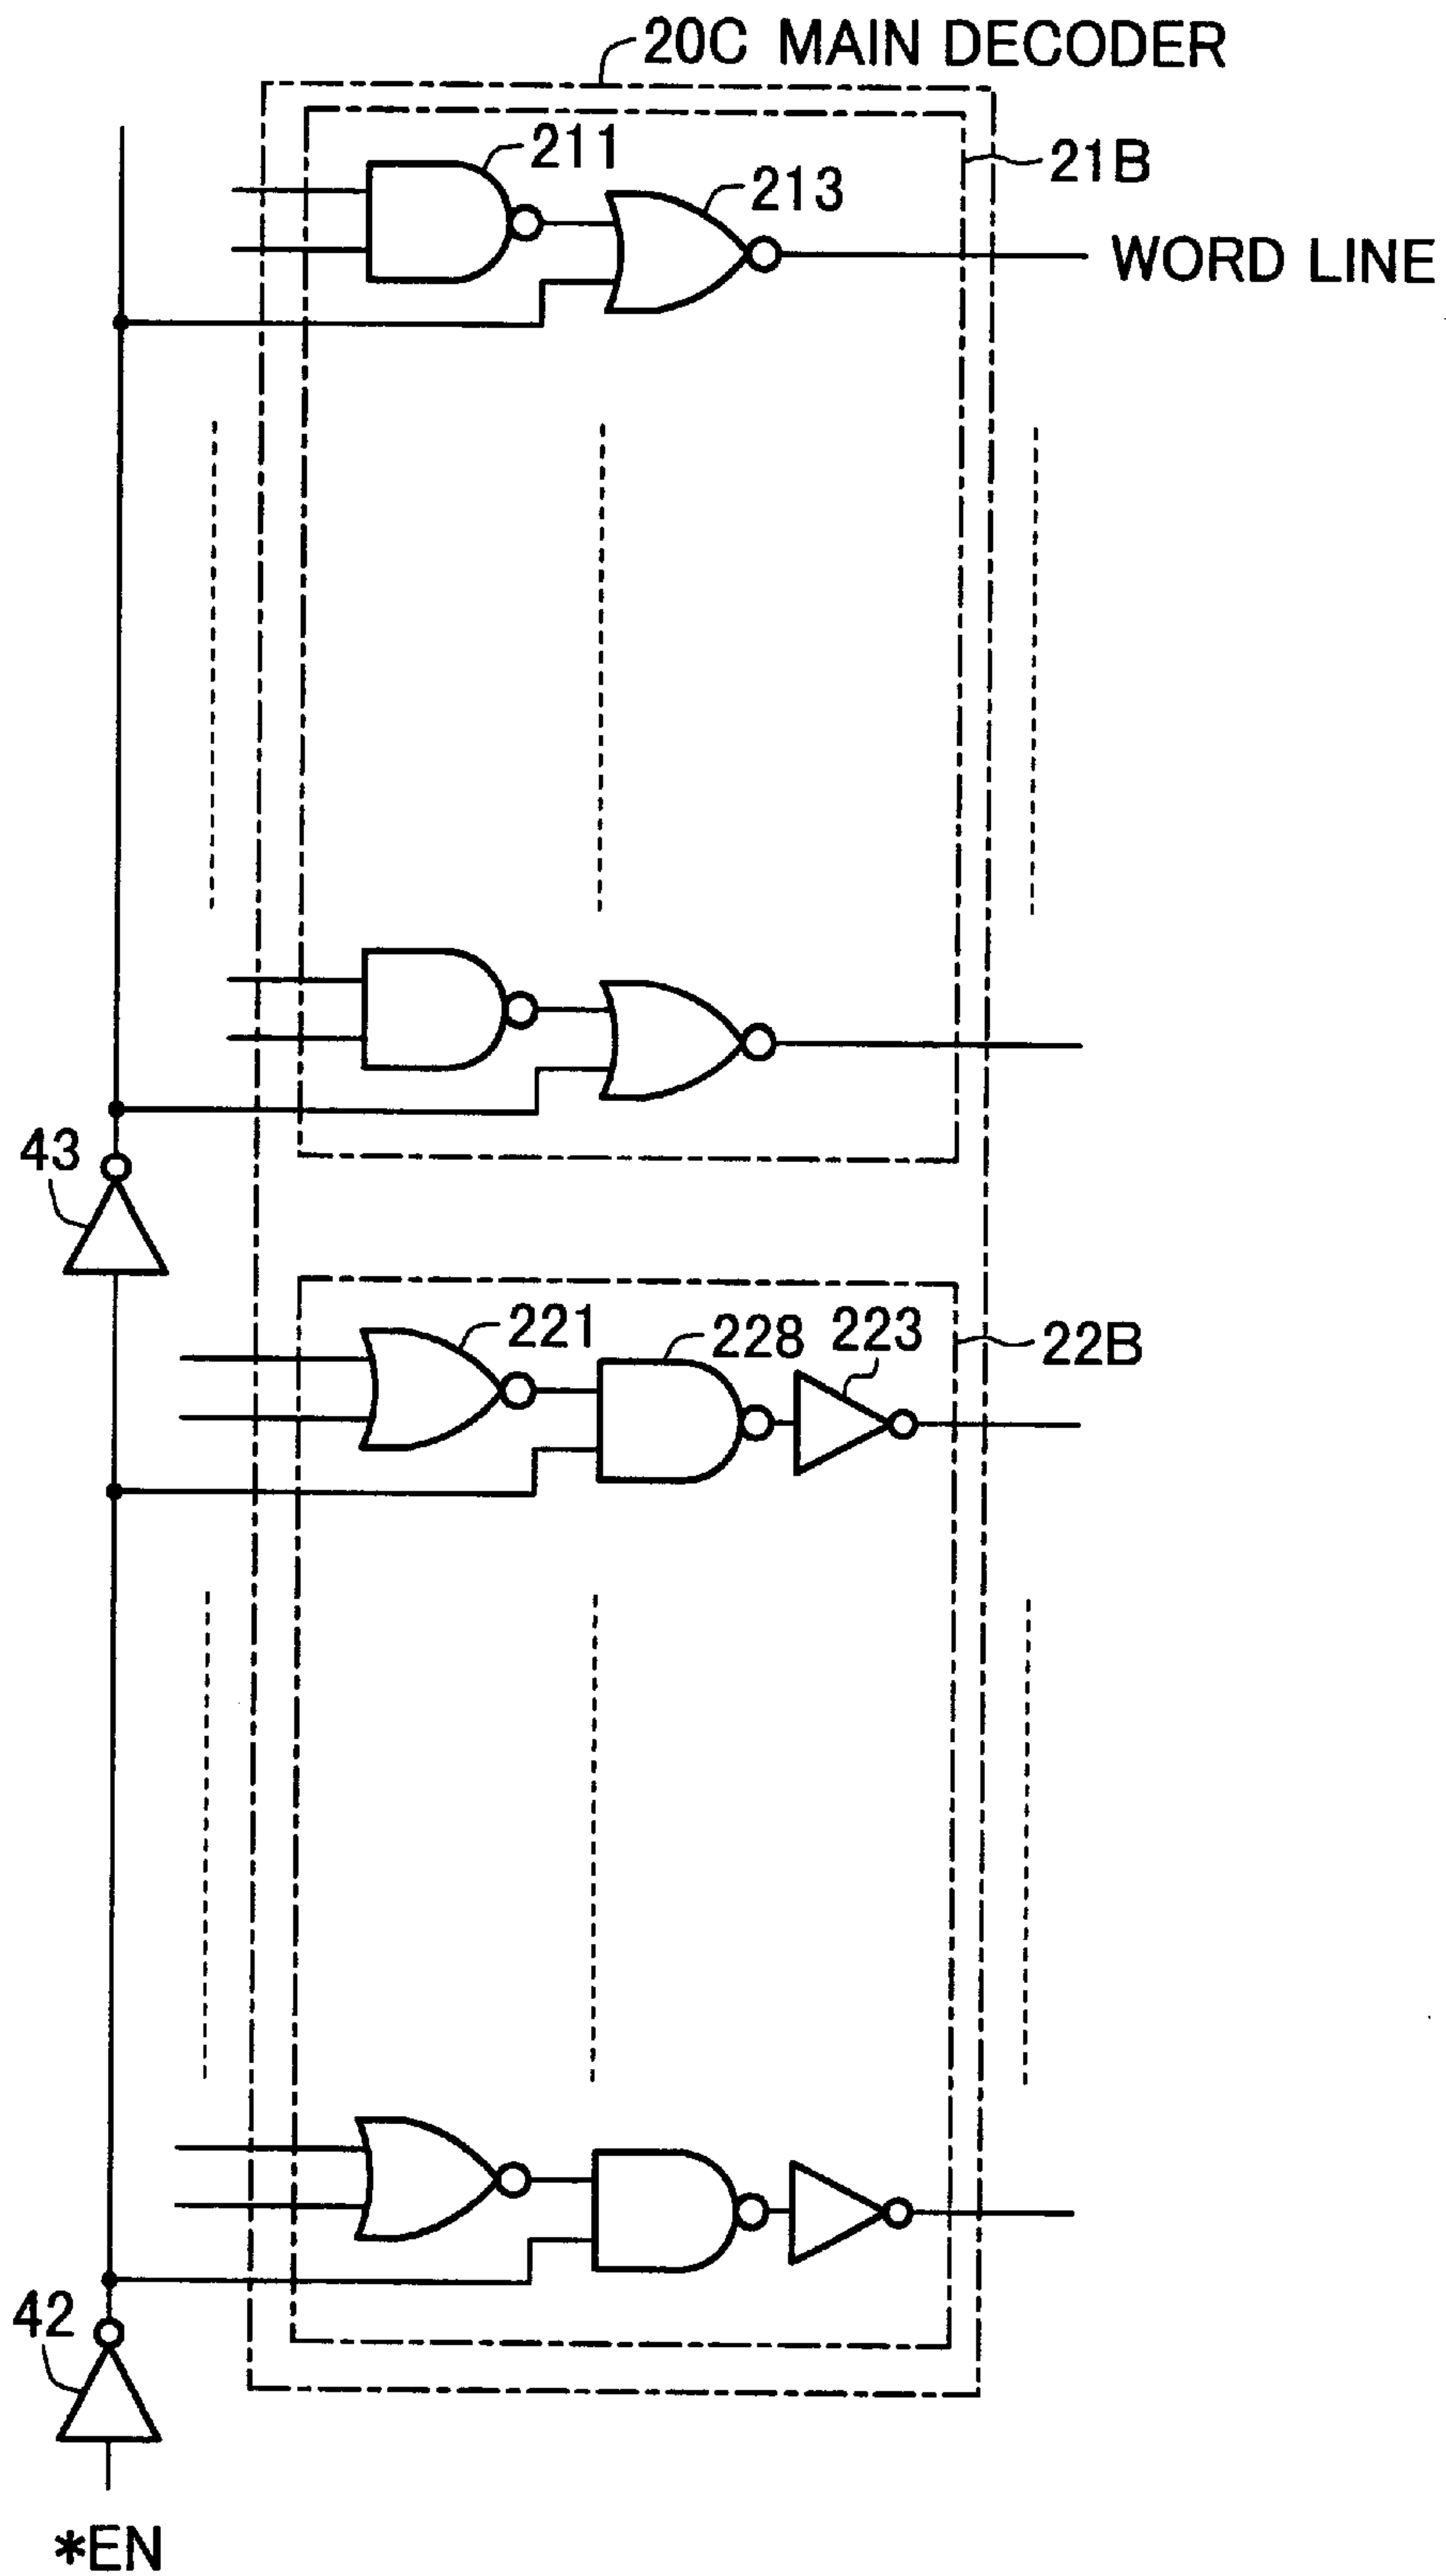 20C MAIN DECODER
211
21B
213
WORD LINE
43
221
228
223
22B
42
*EN